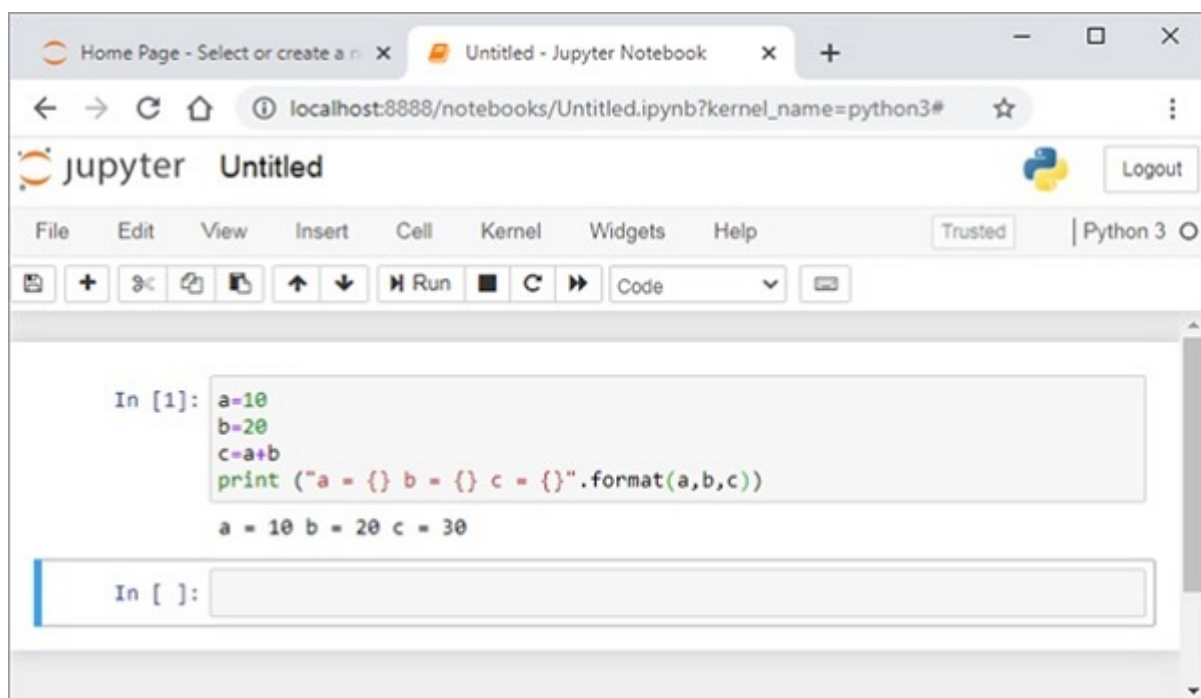 Home Page - Select or create a n
Untitled - Jupyter Notebook
localhost:8888/notebooks/Untitled.ipynb?kernel_name=python3#
jupyter Untitled
Logout
File Edit View Insert Cell Kernel Widgets Help Trusted Python 3
Run Code
In [1]: a=10
b=20
c=a+b
print ("a = {} b = {} c = {}".format(a,b,c))
a = 10 b = 20 c = 30
In [ ]: